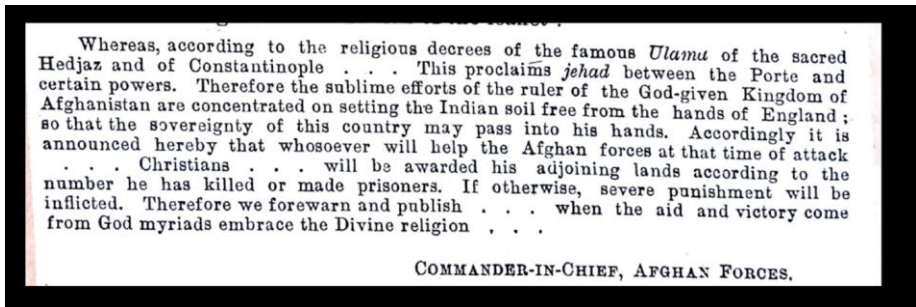 Whereas, according to the religious decrees of the famous Ulamu of the sacred
Hedjaz and of Constantinople . . . This proclaims jehad between the Porte and
certain powers. Therefore the sublime efforts of the ruler of the God-given Kingdom of
Afghanistan are concentrated on setting the Indian soil free from the hands of England ;
so that the sovereignty of this country may pass into his hands. Accordingly it is
announced hereby that whosoever will help the Afghan forces at that time of attack
. . . Christians . . . will be awarded his adjoining lands according to the
number he has killed or made prisoners. If otherwise, severe punishment will be
inflicted. Therefore we forewarn and publish . . . when the aid and victory come
from God myriads embrace the Divine religion . . .
COMMANDER-IN-CHIEF, AFGHAN FORCES.